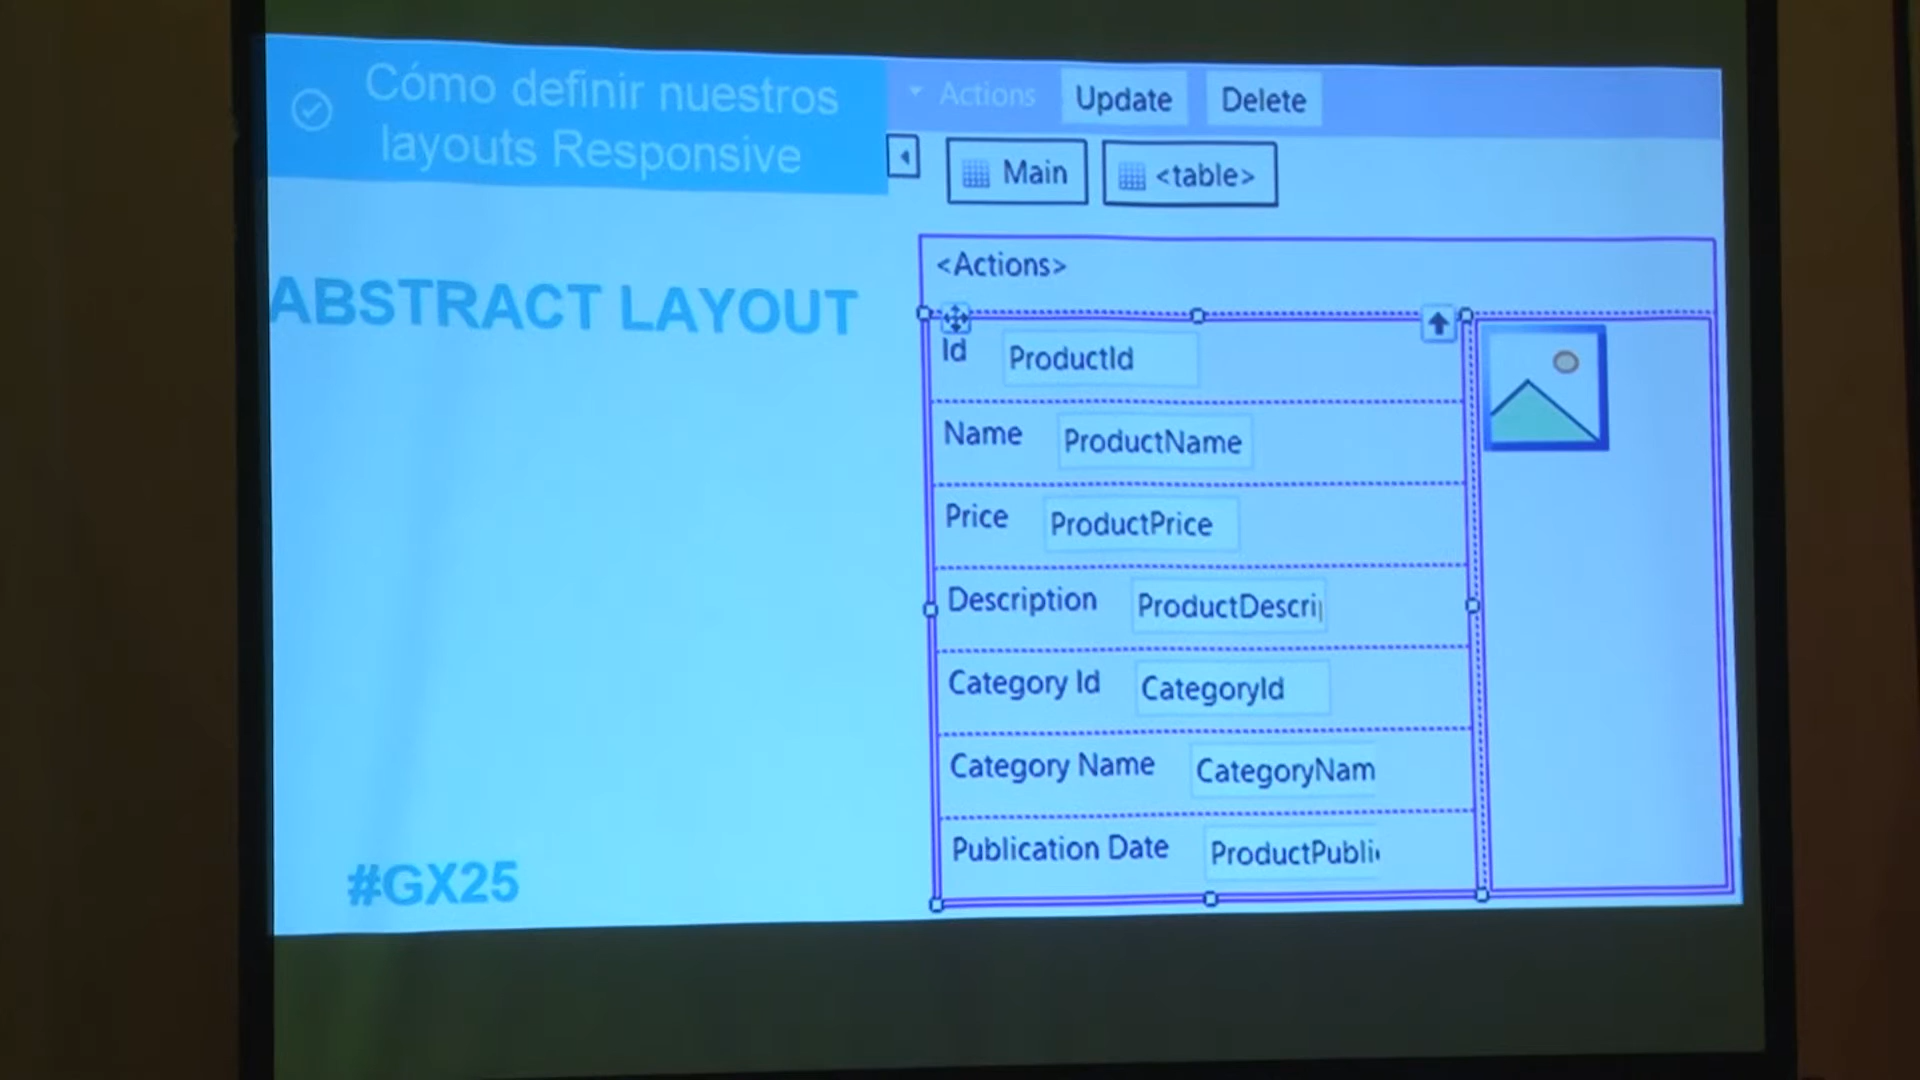 Cómo definir nuestros
layouts Responsive
ABSTRACT LAYOUT
#GX25
Actions Update Delete
Main <table>
<Actions>
Id ProductId
Name ProductName
Price ProductPrice
Description ProductDescri
Category Id CategoryId
Category Name CategoryNam
Publication Date ProductPubli